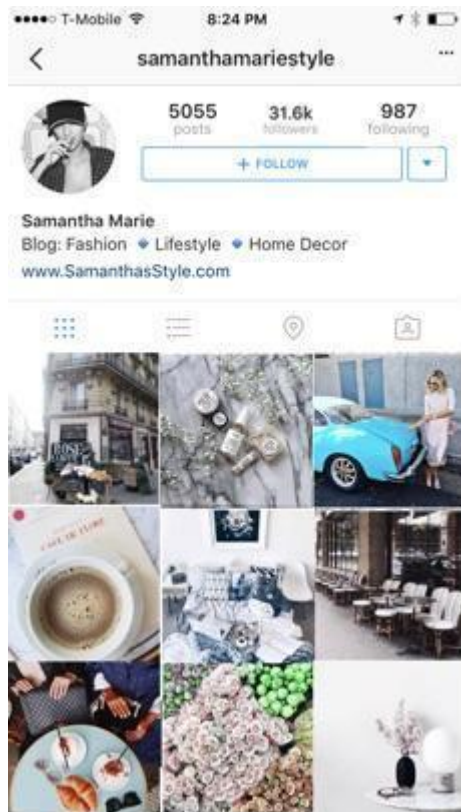 T-Mobile 8:24 PM
samanthamariestyle
5055 31.6k 987
posts followers following
+ FOLLOW
Samantha Marie
Blog: Fashion Lifestyle Home Decor
www.SamanthasStyle.com